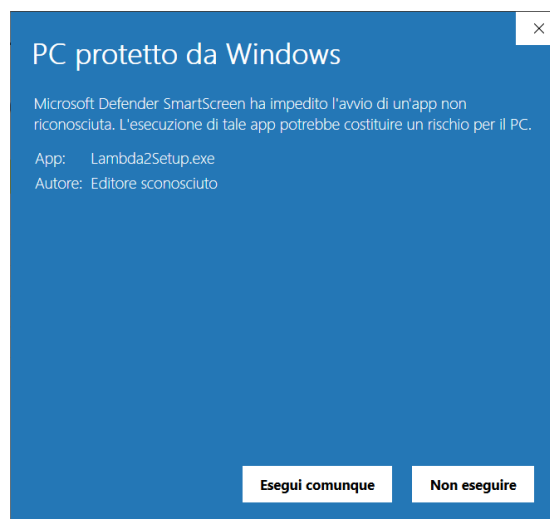 PC protetto da Windows
Microsoft Defender SmartScreen ha impedito l'avvio di un'app non
riconosciuta. L'esecuzione di tale app potrebbe costituire un rischio per il PC.
App: Lambda2Setup.exe
Autore: Editore sconosciuto
Esegui comunque Non eseguire